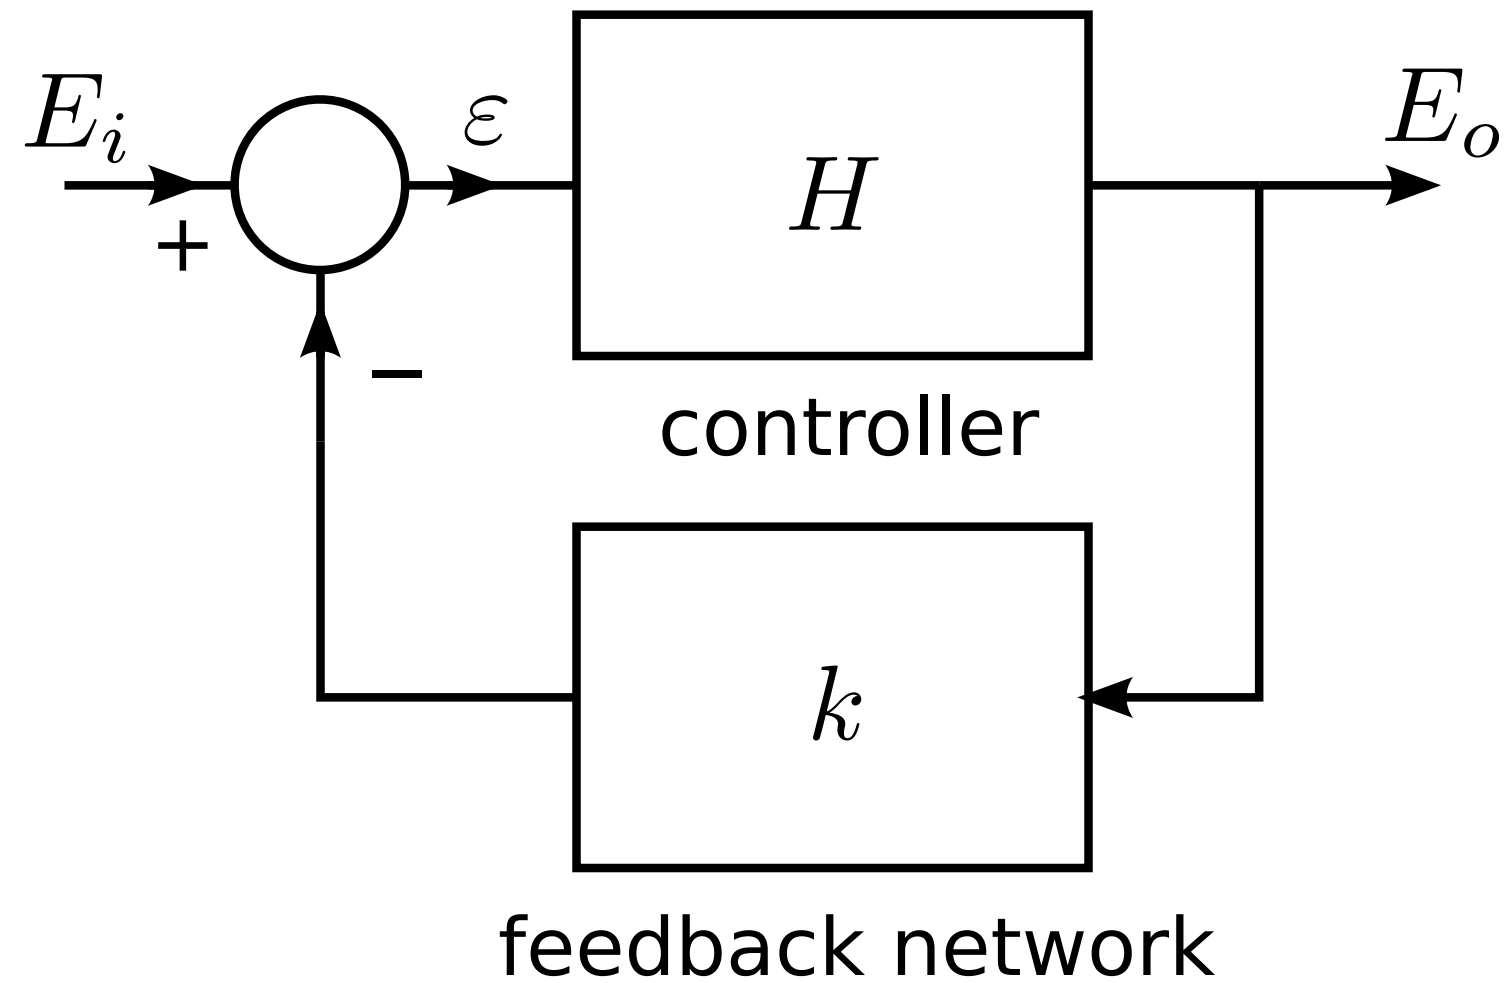 E_i
+
ε
H
E_o
−
controller
k
feedback network